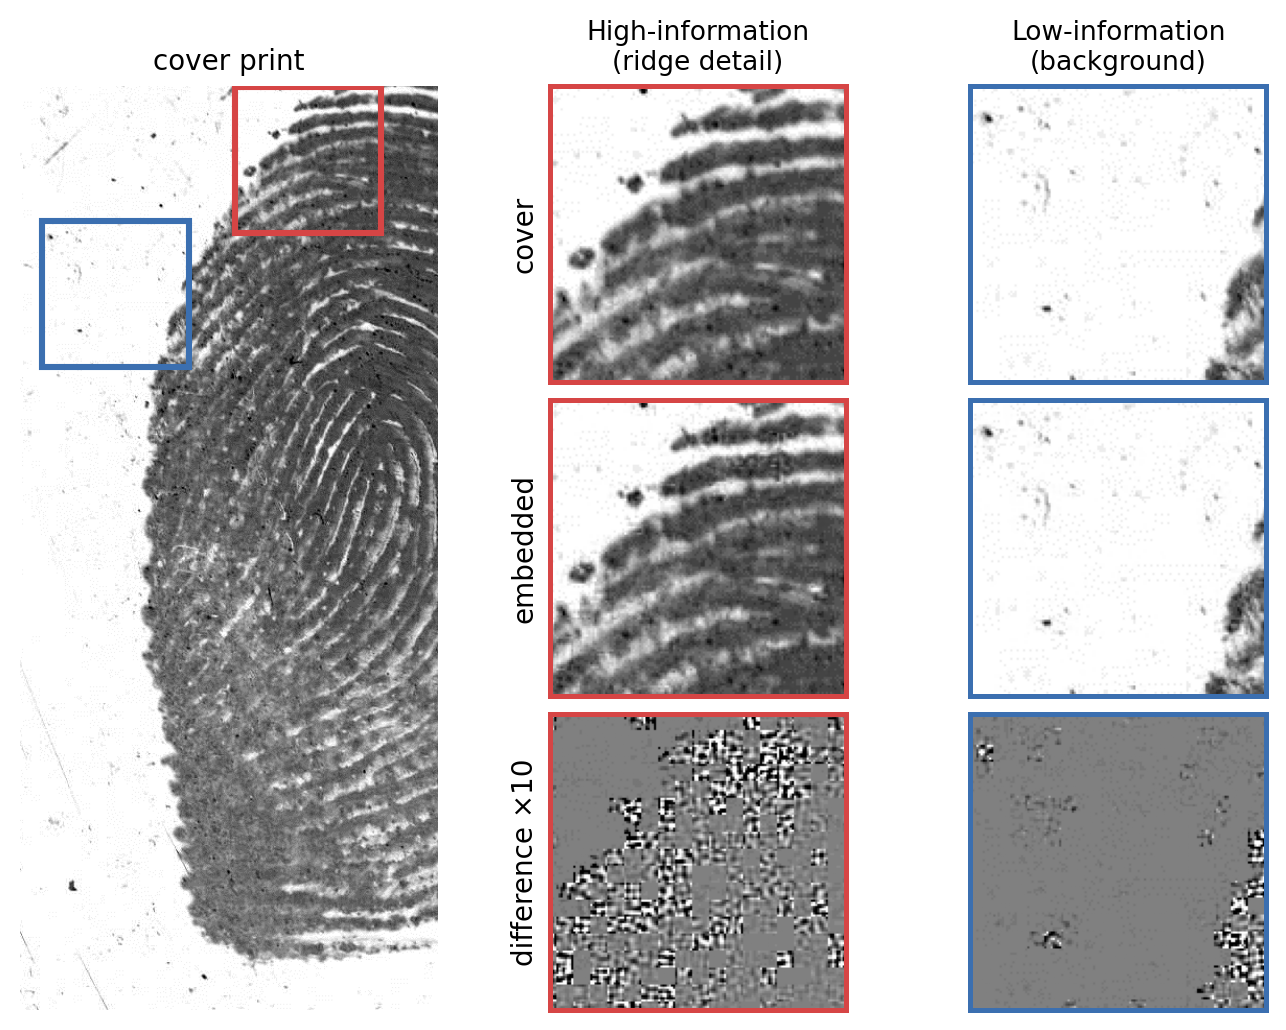 cover print
High-information
(ridge detail)
Low-information
(background)
cover
embedded
difference ×10